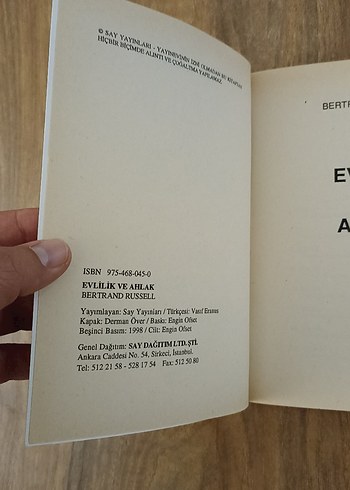 © SAY YAYINLARI - YAYINEVİNİN İZNİ OLMADAN BU KİTAPTAN
HİÇBİR BİÇİMDE ALINTI VE ÇOĞALTMA YAPILAMAZ.
ISBN 975-468-045-0
EVLİLİK VE AHLAK
BERTRAND RUSSELL
Yayımlayan: Say Yayınları / Türkçesi: Vasıf Eranus
Kapak: Derman Över / Baskı: Engin Ofset
Beşinci Basım: 1998 / Cilt: Engin Ofset
Genel Dağıtım: SAY DAĞITIM LTD. ŞTİ.
Ankara Caddesi No. 54, Sirkeci, İstanbul.
Tel: 512 21 58 - 528 17 54 Fax: 512 50 80
BERTR
EV
A